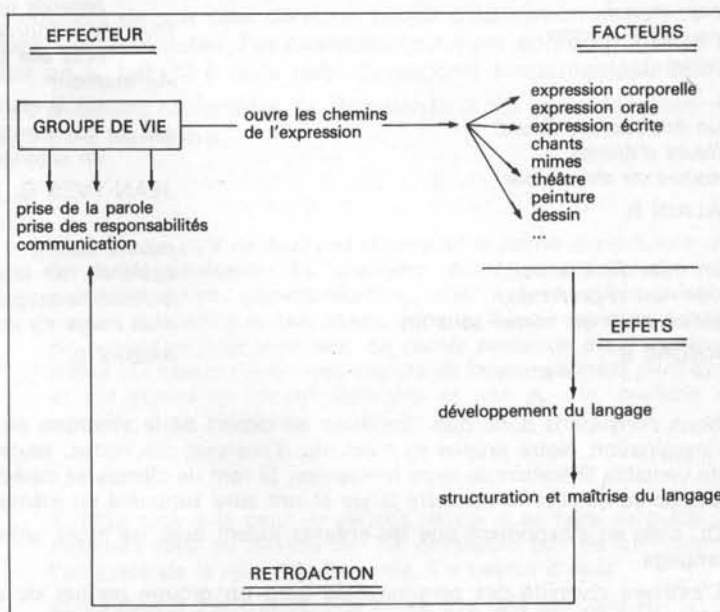 EFFECTEUR
GROUPE DE VIE
prise de la parole
prise des responsabilités
communication
ouvre les chemins
de l'expression
FACTEURS
expression corporelle
expression orale
expression écrite
chants
mimes
théâtre
peinture
dessin
...
EFFETS
développement du langage
structuration et maîtrise du langage
RETROACTION